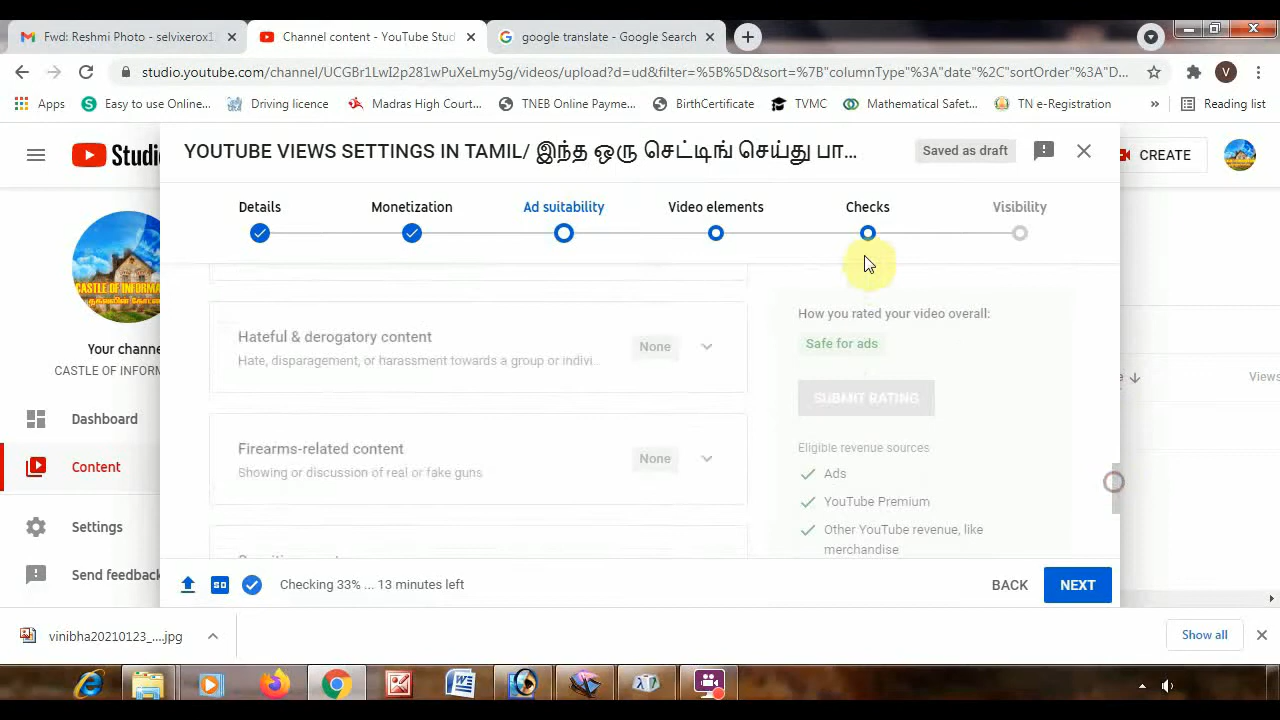 Fwd: Reshmi Photo - selvixerox1
Channel content - YouTube Stud
google translate - Google Search
studio.youtube.com/channel/UCGBr1LwI2p281wPuXeLmy5g/videos/upload?d=ud&filter=%5B%5D&sort=%7B"columnType"%3A"date"%2C"sortOrder"%3A"D...
V
Apps
Easy to use Online...
Driving licence
Madras High Court...
TNEB Online Payme...
BirthCertificate
TVMC
Mathematical Safet...
TN e-Registration
»
Reading list
Studi
YOUTUBE VIEWS SETTINGS IN TAMIL/ இந்த ஒரு செட்டிங் செய்து பா...
Saved as draft
CREATE
Details
Monetization
Ad suitability
Video elements
Checks
Visibility
CASTLE OF INFORMATION
Your channe
CASTLE OF INFORM
Dashboard
Content
Settings
Send feedback
Hateful & derogatory content
Hate, disparagement, or harassment towards a group or indivi...
None
Firearms-related content
Showing or discussion of real or fake guns
None
How you rated your video overall:
Safe for ads
SUBMIT RATING
Eligible revenue sources
Ads
YouTube Premium
Other YouTube revenue, like
merchandise
Views
SD
Checking 33% ... 13 minutes left
BACK
NEXT
vinibha20210123_....jpg
Show all